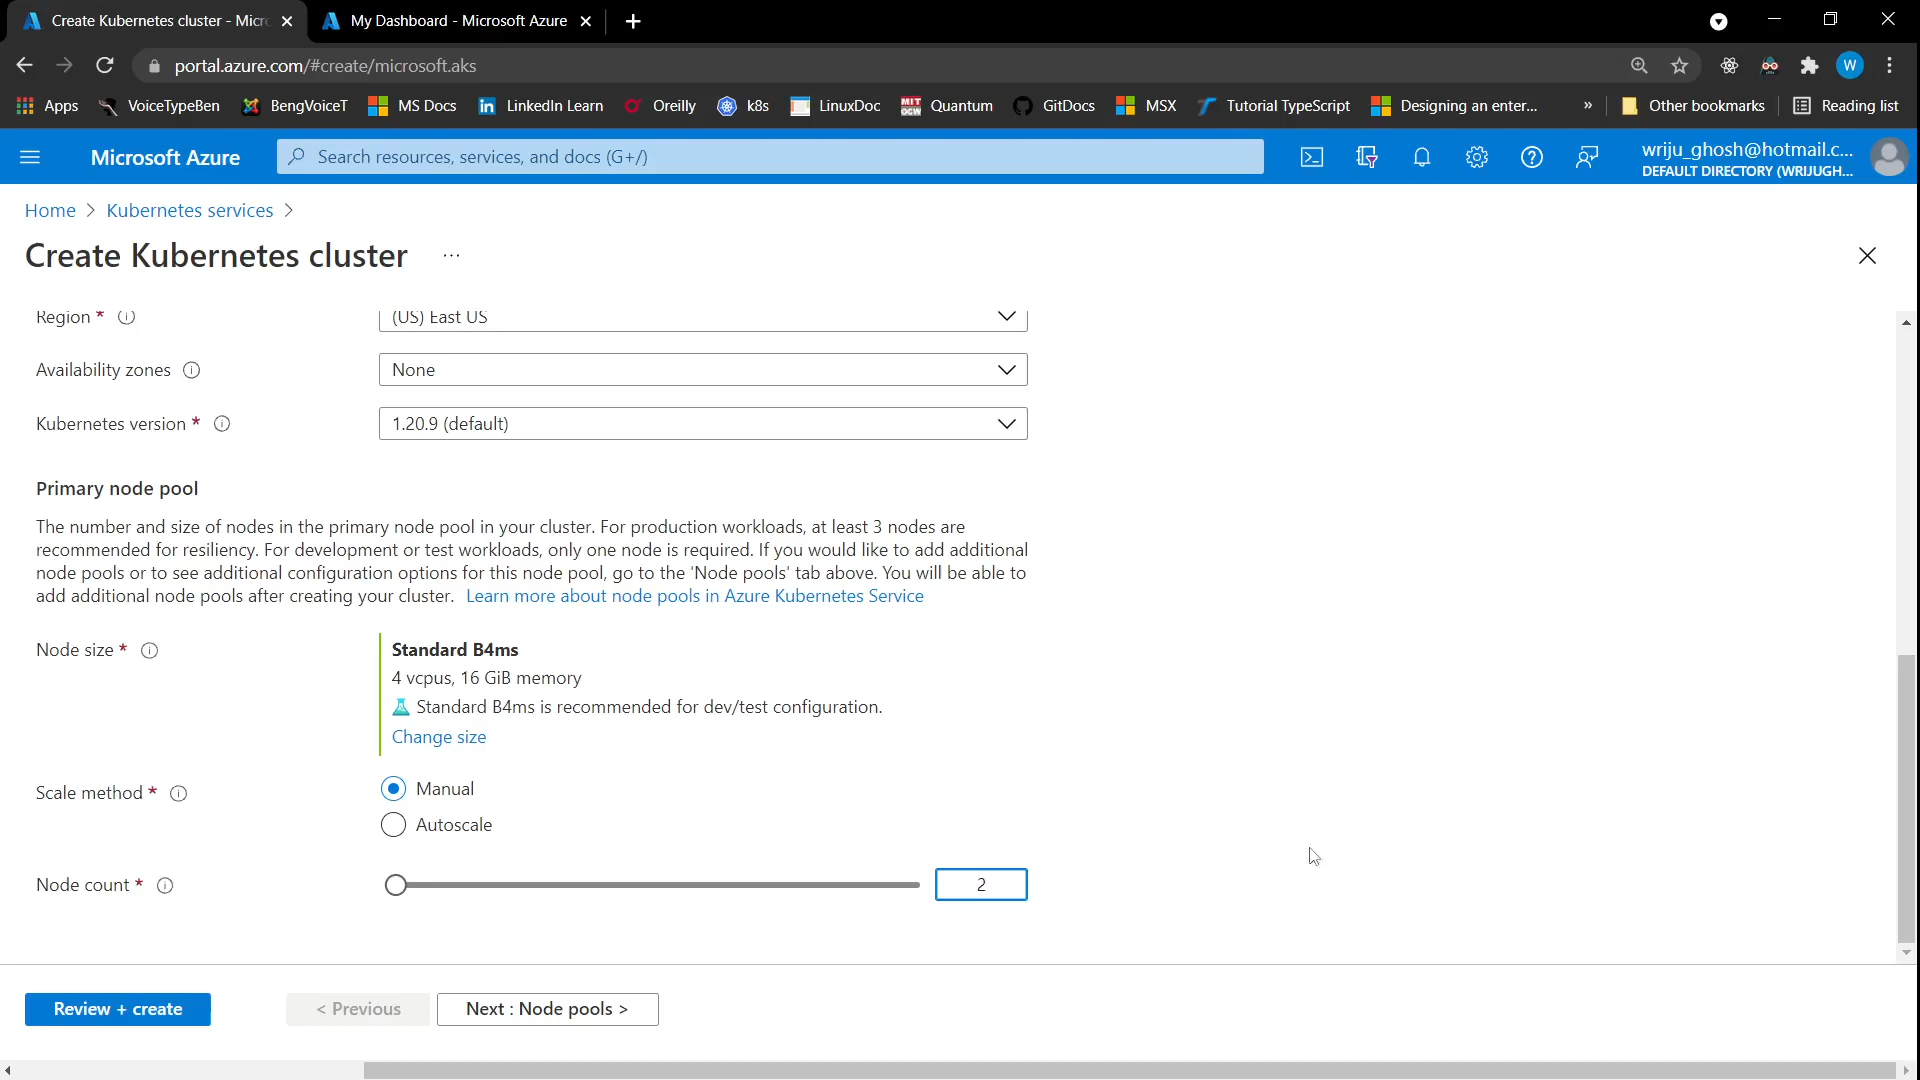 Create Kubernetes cluster - Micr
My Dashboard - Microsoft Azure
portal.azure.com/#create/microsoft.aks
W
Apps
VoiceTypeBen
BengVoiceT
MS Docs
LinkedIn Learn
Oreilly
k8s
LinuxDoc
MIT OCW
Quantum
GitDocs
MSX
Tutorial TypeScript
Designing an enter...
»
Other bookmarks
Reading list
Microsoft Azure
Search resources, services, and docs (G+/)
wriju_ghosh@hotmail.c...
DEFAULT DIRECTORY (WRIJUGH...
Home > Kubernetes services >
Create Kubernetes cluster ...
Region *
(US) East US
Availability zones
None
Kubernetes version *
1.20.9 (default)
Primary node pool
The number and size of nodes in the primary node pool in your cluster. For production workloads, at least 3 nodes are
recommended for resiliency. For development or test workloads, only one node is required. If you would like to add additional
node pools or to see additional configuration options for this node pool, go to the 'Node pools' tab above. You will be able to
add additional node pools after creating your cluster. Learn more about node pools in Azure Kubernetes Service
Node size *
Standard B4ms
4 vcpus, 16 GiB memory
Standard B4ms is recommended for dev/test configuration.
Change size
Scale method *
Manual
Autoscale
Node count *
2
Review + create
< Previous
Next : Node pools >